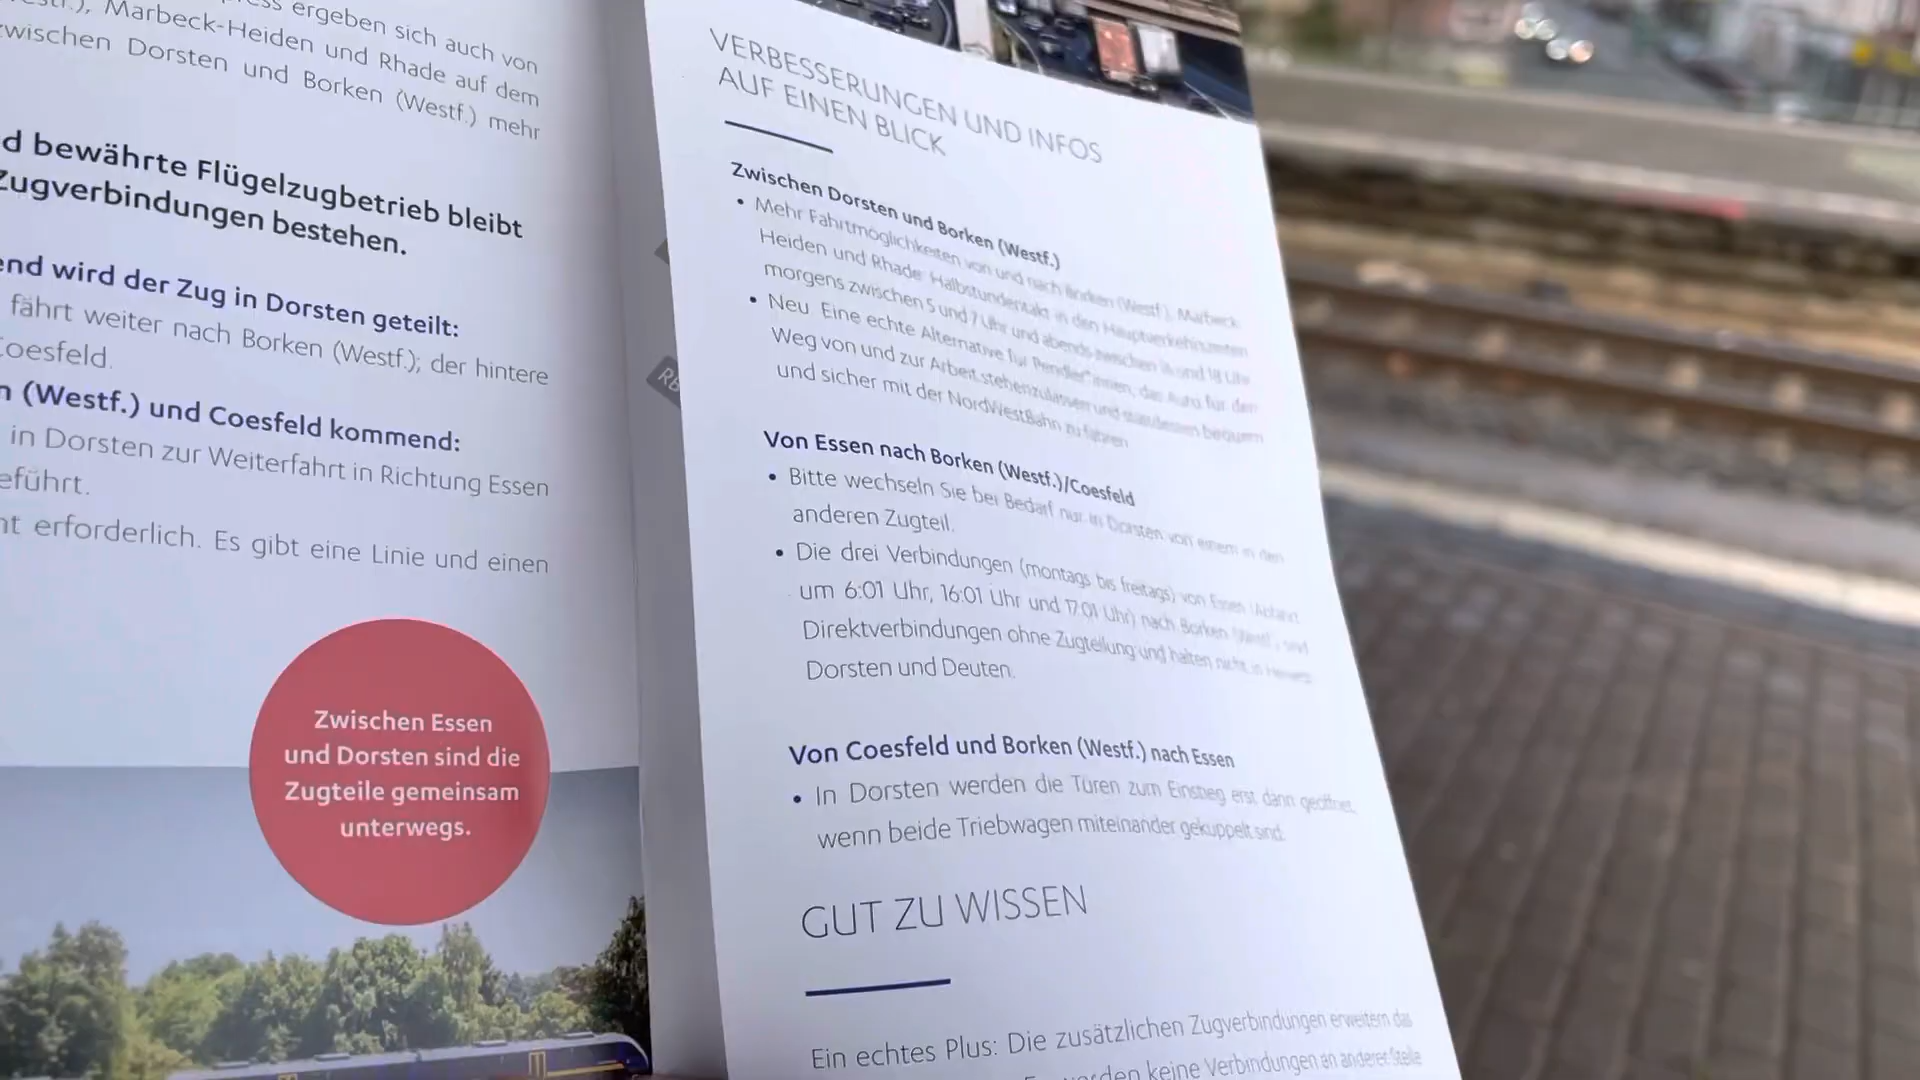 ess ergeben sich auch von
Marbeck-Heiden und Rhade auf dem
zwischen Dorsten und Borken (Westf.) mehr
d bewährte Flügelzugbetrieb bleibt
Zugverbindungen bestehen.
end wird der Zug in Dorsten geteilt:
fährt weiter nach Borken (Westf.); der hintere
Coesfeld.
n (Westf.) und Coesfeld kommend:
in Dorsten zur Weiterfahrt in Richtung Essen
eführt.
ht erforderlich. Es gibt eine Linie und einen
Zwischen Essen
und Dorsten sind die
Zugteile gemeinsam
unterwegs.
VERBESSERUNGEN UND INFOS
AUF EINEN BLICK
Zwischen Dorsten und Borken (Westf.)
• Mehr Fahrtmöglichkeiten von und nach Borken (Westf.), Marbeck-
Heiden und Rhade: Halbstundentakt in den Hauptverkehrszeiten
morgens zwischen 5 und 7 Uhr und abends zwischen 16 und 18 Uhr
• Neu: Eine echte Alternative für Pendler*innen, das Auto für den
Weg von und zur Arbeit stehenzulassen und stattdessen bequem
und sicher mit der NordWestBahn zu fahren
Von Essen nach Borken (Westf.)/Coesfeld
• Bitte wechseln Sie bei Bedarf nur in Dorsten von einem in den
anderen Zugteil.
• Die drei Verbindungen (montags bis freitags) von Essen (Abfahrt
um 6:01 Uhr, 16:01 Uhr und 17:01 Uhr) nach Borken (Westf.) sind
Direktverbindungen ohne Zugteilung und halten nicht in Hervest-
Dorsten und Deuten.
Von Coesfeld und Borken (Westf.) nach Essen
• In Dorsten werden die Türen zum Einstieg erst dann geöffnet,
wenn beide Triebwagen miteinander gekuppelt sind.
GUT ZU WISSEN
Ein echtes Plus: Die zusätzlichen Zugverbindungen erweitern das
keine Verbindungen an anderer Stelle